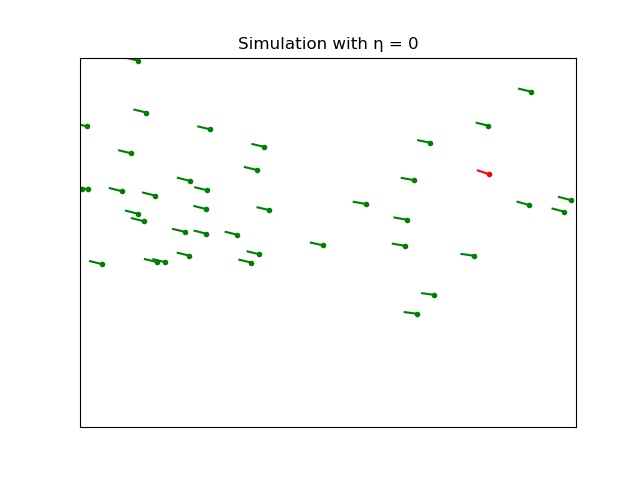 Simulation with η = 0